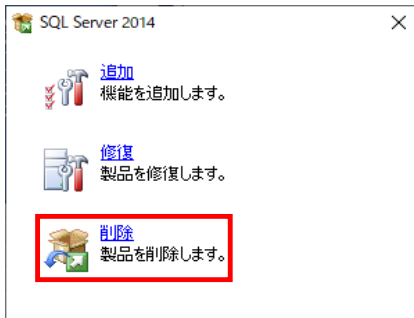 SQL Server 2014
追加
機能を追加します。
修復
製品を修復します。
削除
製品を削除します。